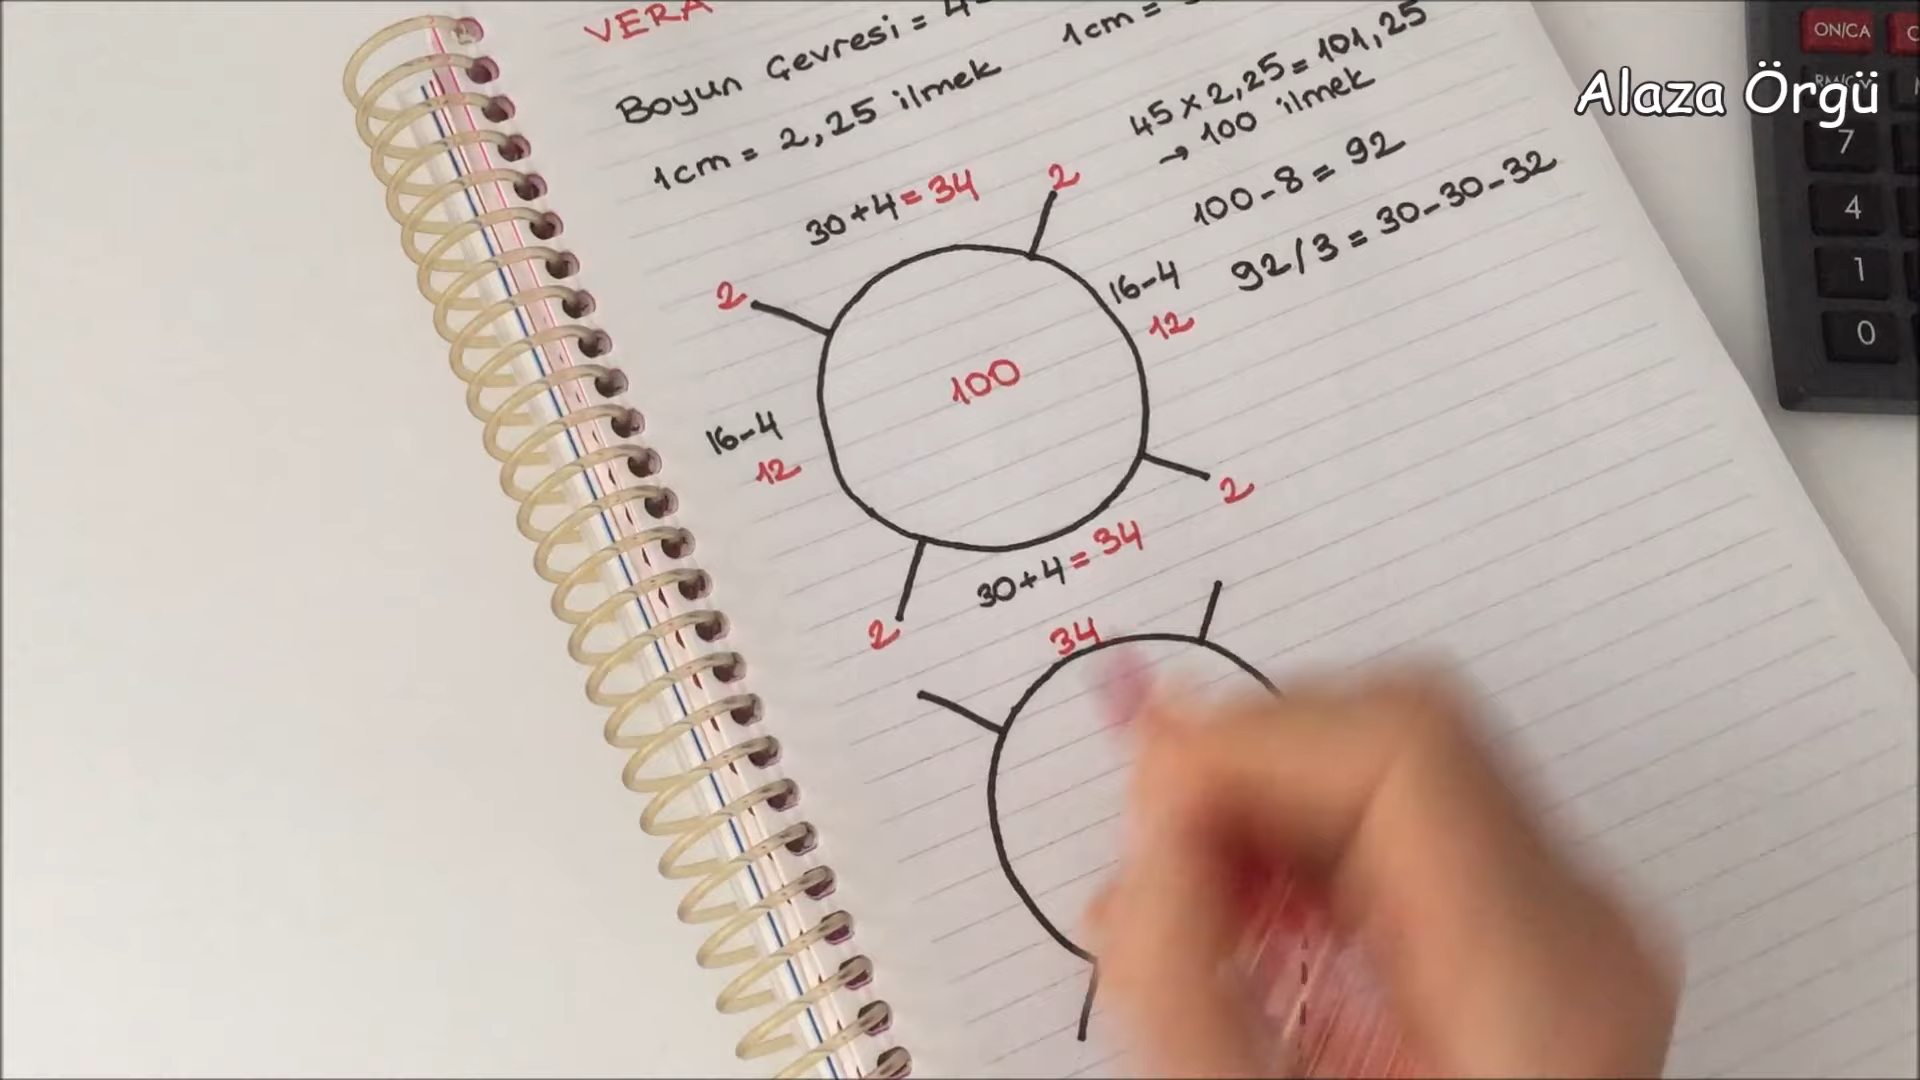 VERA
Boyun Çevresi =
1cm =
1cm = 2,25 ilmek
45 x 2,25 = 101,25
→ 100 ilmek
100-8 = 92
92/3 = 30-30-32
30+4=34
2
2
16-4
12
100
16-4
12
2
30+4=34
2
34
ON/CA
7
4
1
0
Alaza Örgü